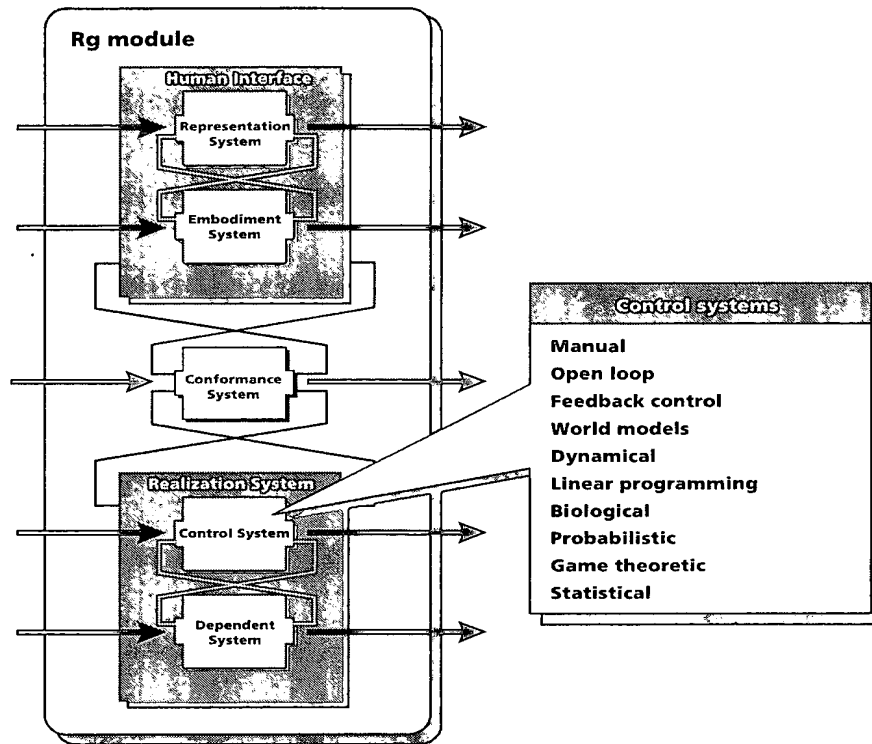 Rg module
Human Interface
Representation
System
Embodiment
System
Conformance
System
Realization System
Control System
Dependent
System
Control systems
Manual
Open loop
Feedback control
World models
Dynamical
Linear programming
Biological
Probabilistic
Game theoretic
Statistical